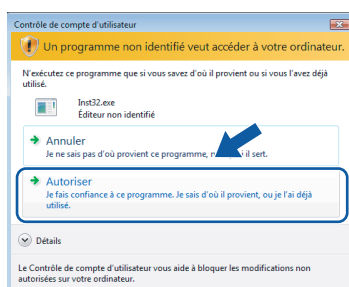 Contrôle de compte d'utilisateur
Un programme non identifié veut accéder à votre ordinateur.
N'exécutez ce programme que si vous savez d'où il provient ou si vous l'avez déjà
utilisé.
Inst32.exe
Éditeur non identifié
Annuler
Je ne sais pas d'où provient ce programme, il sert.
Autoriser
Je fais confiance à ce programme. Je sais d'où il provient, ou je l'ai déjà
utilisé.
Détails
Le Contrôle de compte d'utilisateur vous aide à bloquer les modifications non
autorisées sur votre ordinateur.